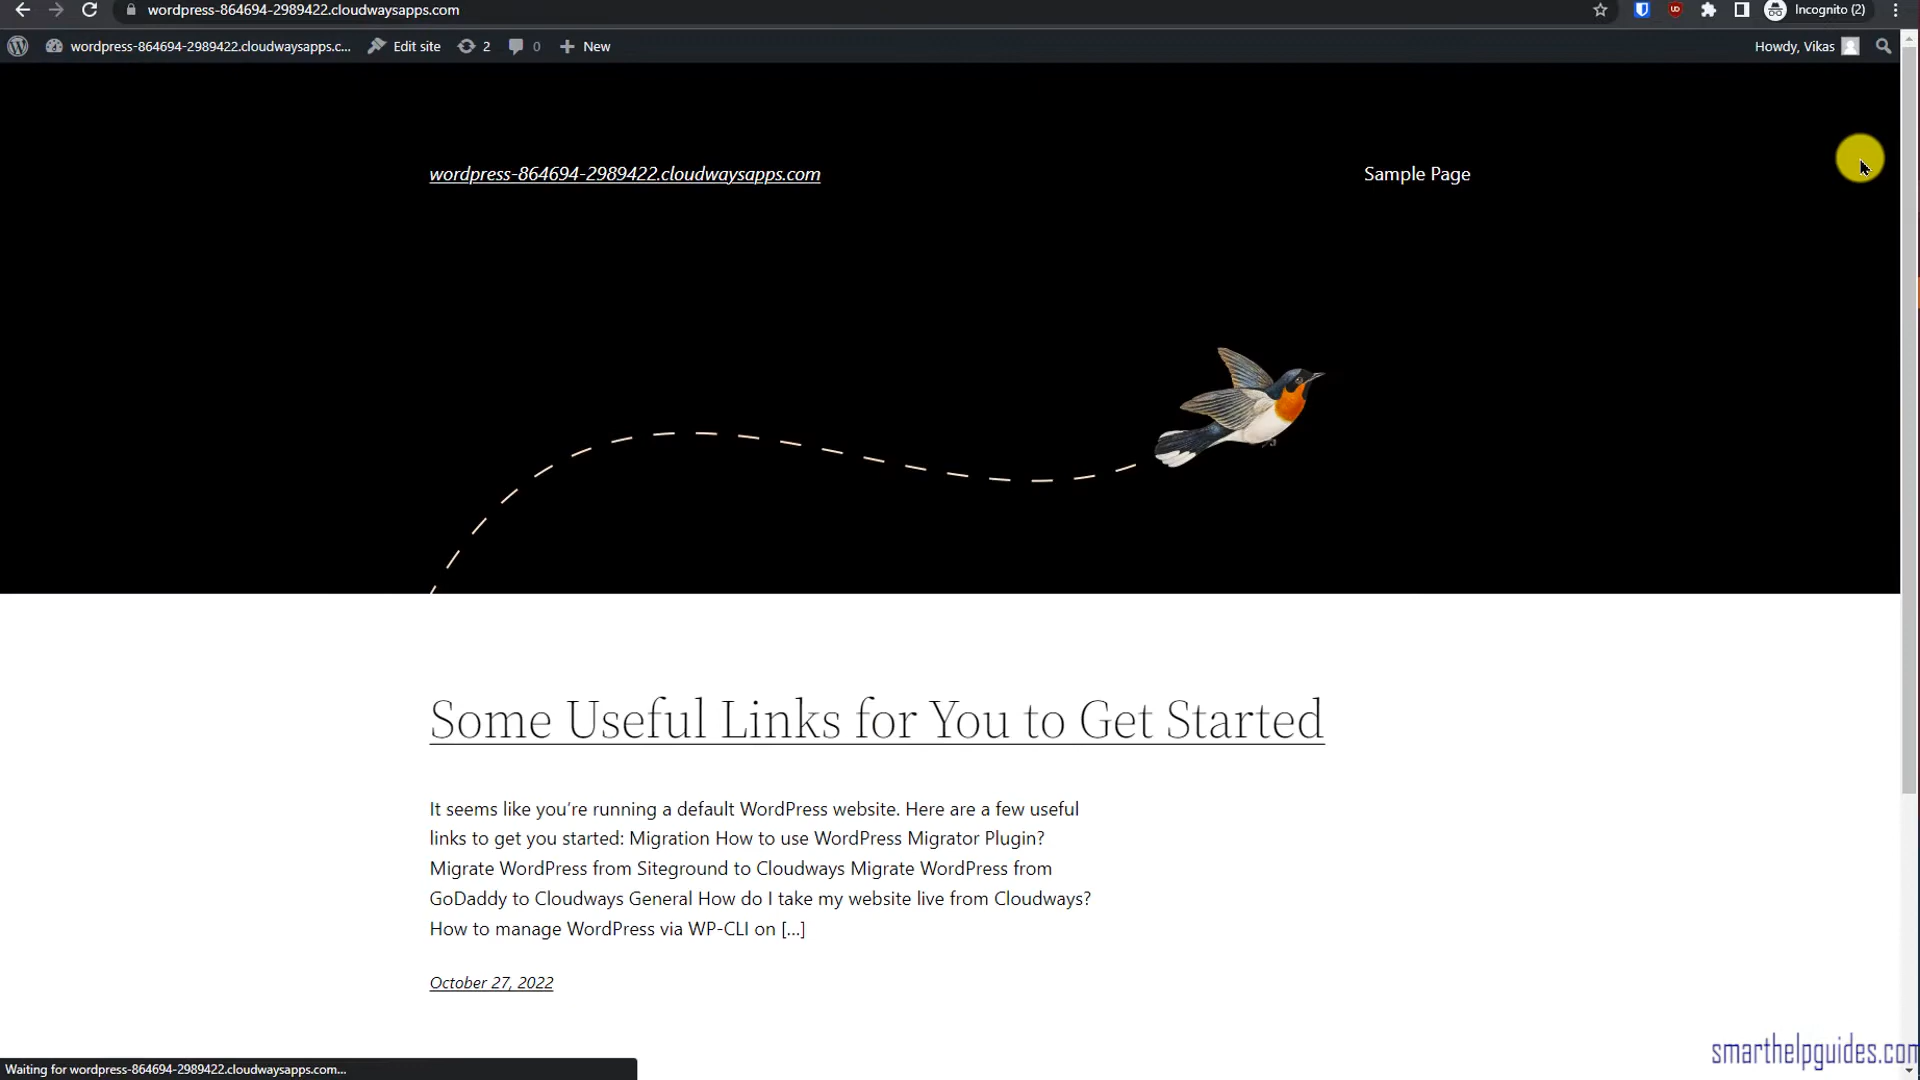 wordpress-864694-2989422.cloudwaysapps.com
Incognito (2)
wordpress-864694-2989422.cloudwaysapps.c... Edit site 2 0 New Howdy, Vikas
wordpress-864694-2989422.cloudwaysapps.com
Sample Page
Some Useful Links for You to Get Started
It seems like you’re running a default WordPress website. Here are a few useful
links to get you started: Migration How to use WordPress Migrator Plugin?
Migrate WordPress from Siteground to Cloudways Migrate WordPress from
GoDaddy to Cloudways General How do I take my website live from Cloudways?
How to manage WordPress via WP-CLI on […]
October 27, 2022
Waiting for wordpress-864694-2989422.cloudwaysapps.com...
smarthelpguides.com